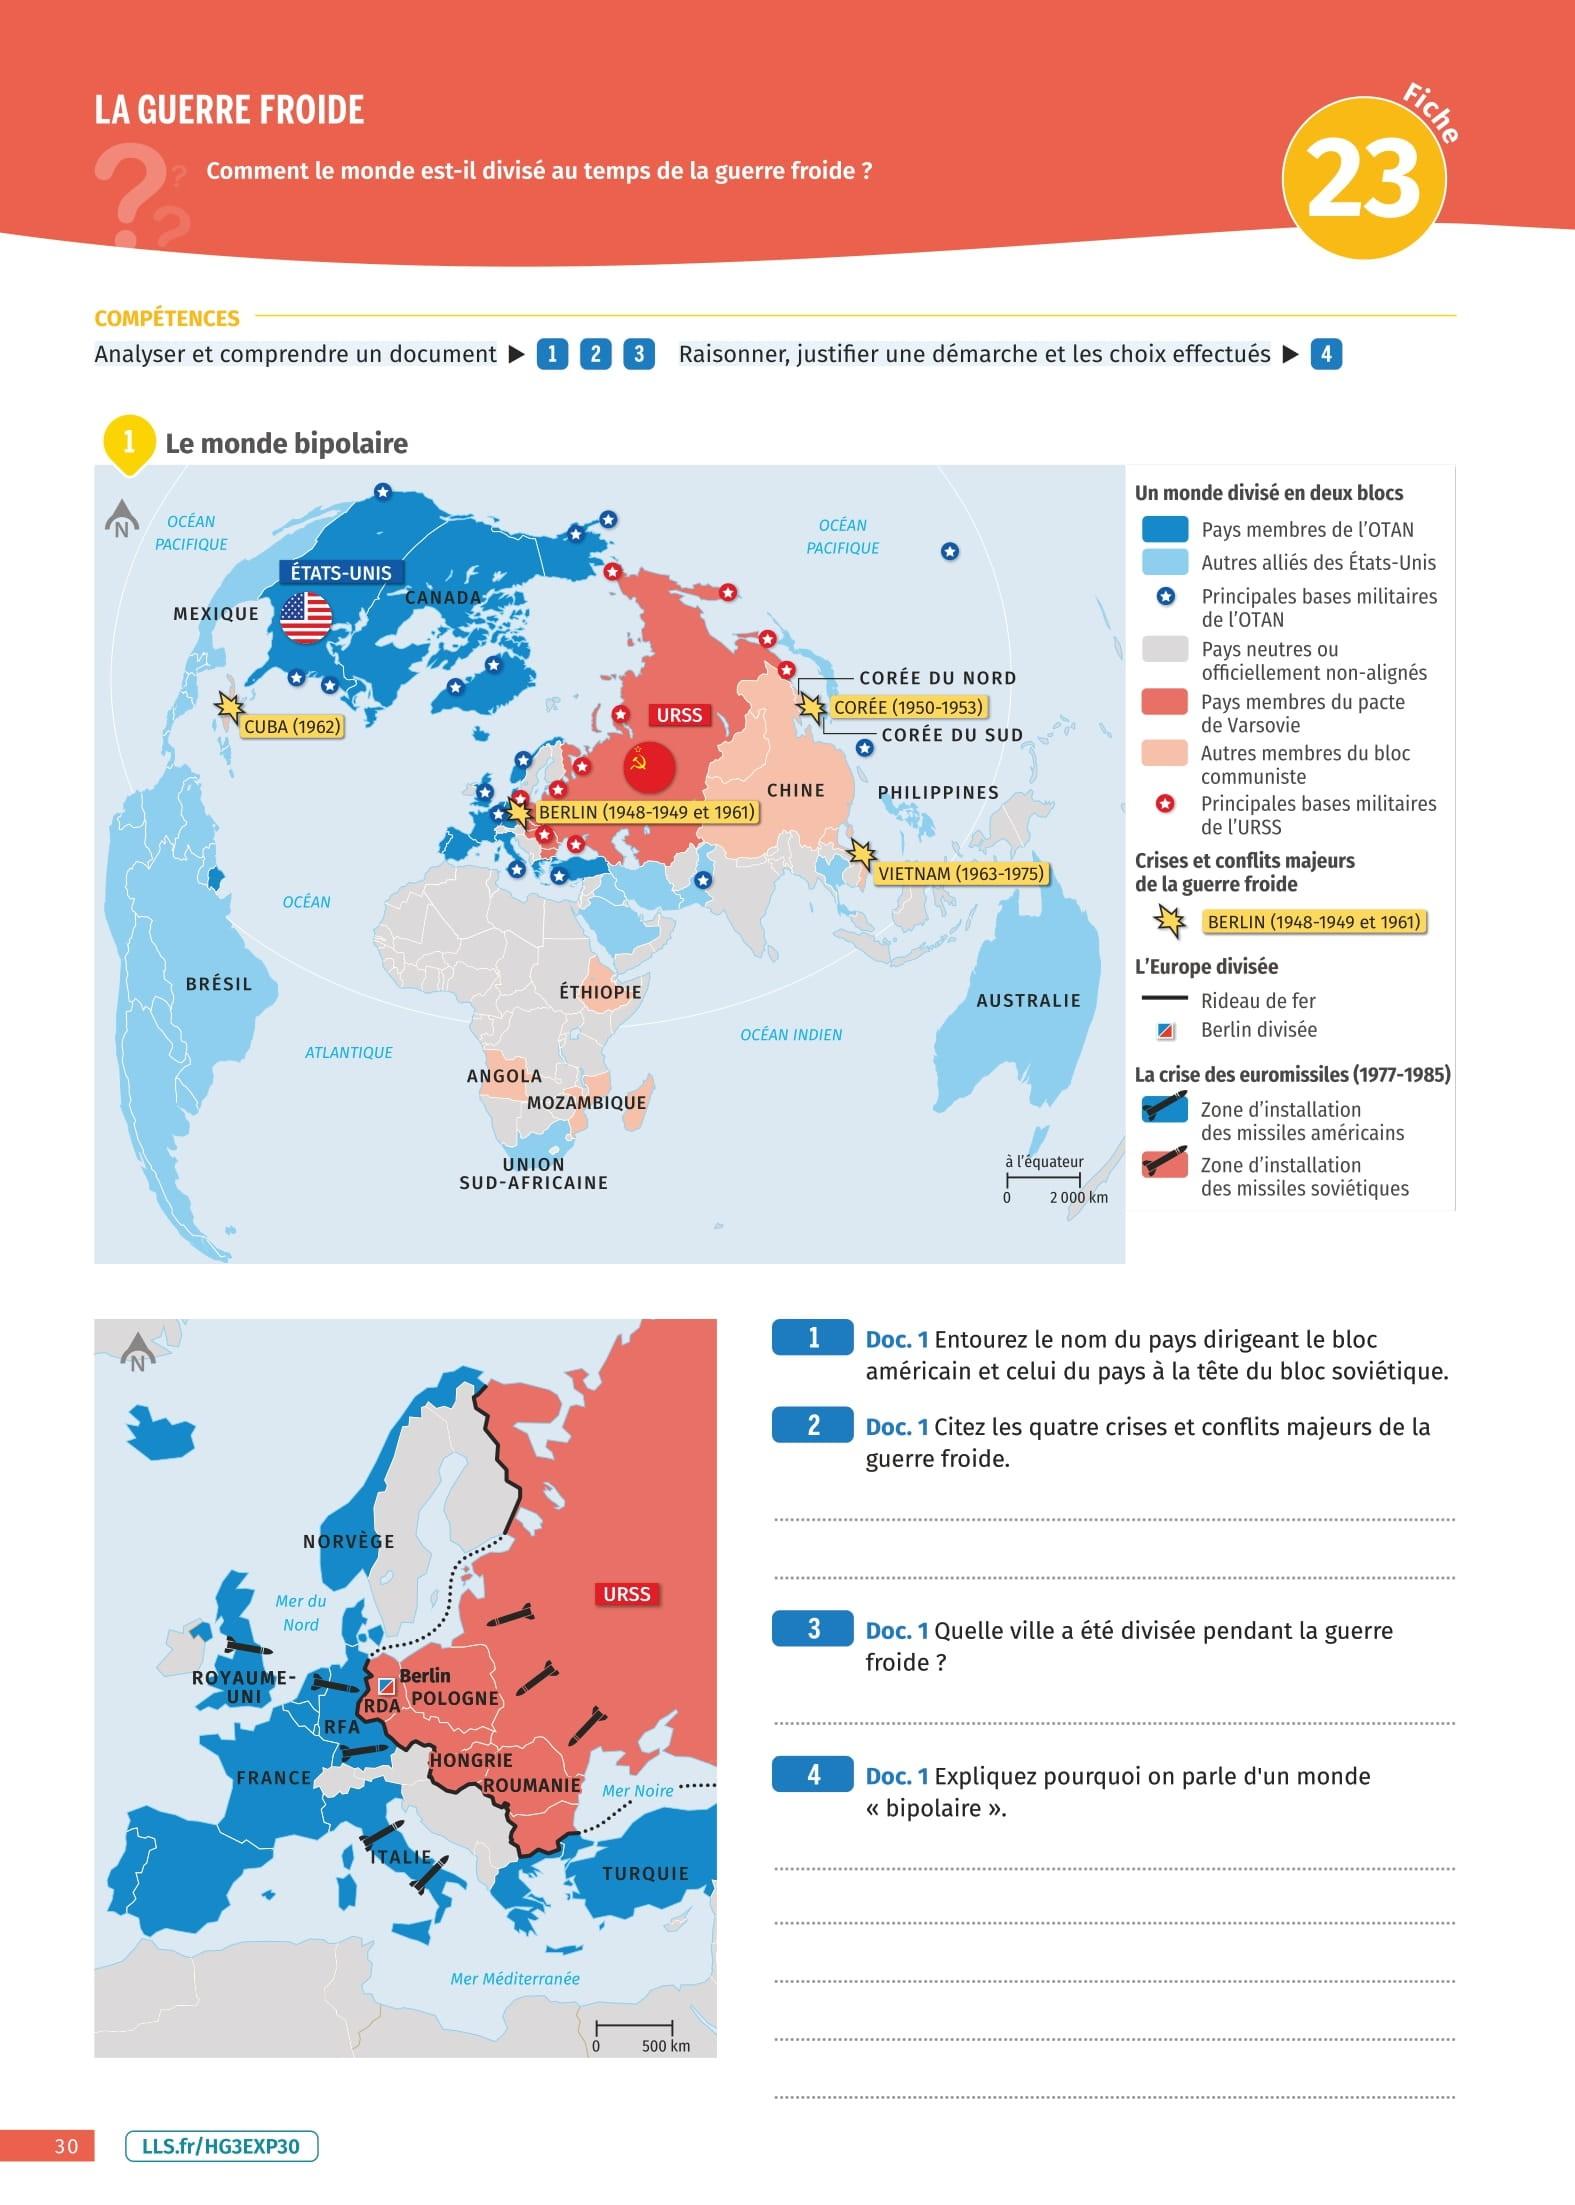 LA GUERRE FROIDE
Comment le monde est-il divisé au temps de la guerre froide ?
Fiche
23
COMPÉTENCES
Analyser et comprendre un document ▶ 1 2 3 Raisonner, justifier une démarche et les choix effectués ▶ 4
1 Le monde bipolaire
N
OCÉAN
PACIFIQUE
OCÉAN
PACIFIQUE
ÉTATS-UNIS
CANADA
MEXIQUE
CUBA (1962)
URSS
CORÉE DU NORD
CORÉE (1950-1953)
CORÉE DU SUD
CHINE
PHILIPPINES
BERLIN (1948-1949 et 1961)
VIETNAM (1963-1975)
OCÉAN
BRÉSIL
ÉTHIOPIE
AUSTRALIE
OCÉAN INDIEN
ATLANTIQUE
ANGOLA
MOZAMBIQUE
UNION
SUD-AFRICAINE
à l'équateur
0 2 000 km
Un monde divisé en deux blocs
Pays membres de l'OTAN
Autres alliés des États-Unis
Principales bases militaires
de l'OTAN
Pays neutres ou
officiellement non-alignés
Pays membres du pacte
de Varsovie
Autres membres du bloc
communiste
Principales bases militaires
de l'URSS
Crises et conflits majeurs
de la guerre froide
BERLIN (1948-1949 et 1961)
L'Europe divisée
Rideau de fer
Berlin divisée
La crise des euromissiles (1977-1985)
Zone d'installation
des missiles américains
Zone d'installation
des missiles soviétiques
N
NORVÈGE
Mer du
Nord
URSS
ROYAUME-
UNI
Berlin
RDA
POLOGNE
RFA
FRANCE
HONGRIE
ROUMANIE
Mer Noire
ITALIE
TURQUIE
Mer Méditerranée
0 500 km
1 Doc. 1 Entourez le nom du pays dirigeant le bloc
américain et celui du pays à la tête du bloc soviétique.
2 Doc. 1 Citez les quatre crises et conflits majeurs de la
guerre froide.
3 Doc. 1 Quelle ville a été divisée pendant la guerre
froide ?
4 Doc. 1 Expliquez pourquoi on parle d'un monde
« bipolaire ».
30
LLS.fr/HG3EXP30